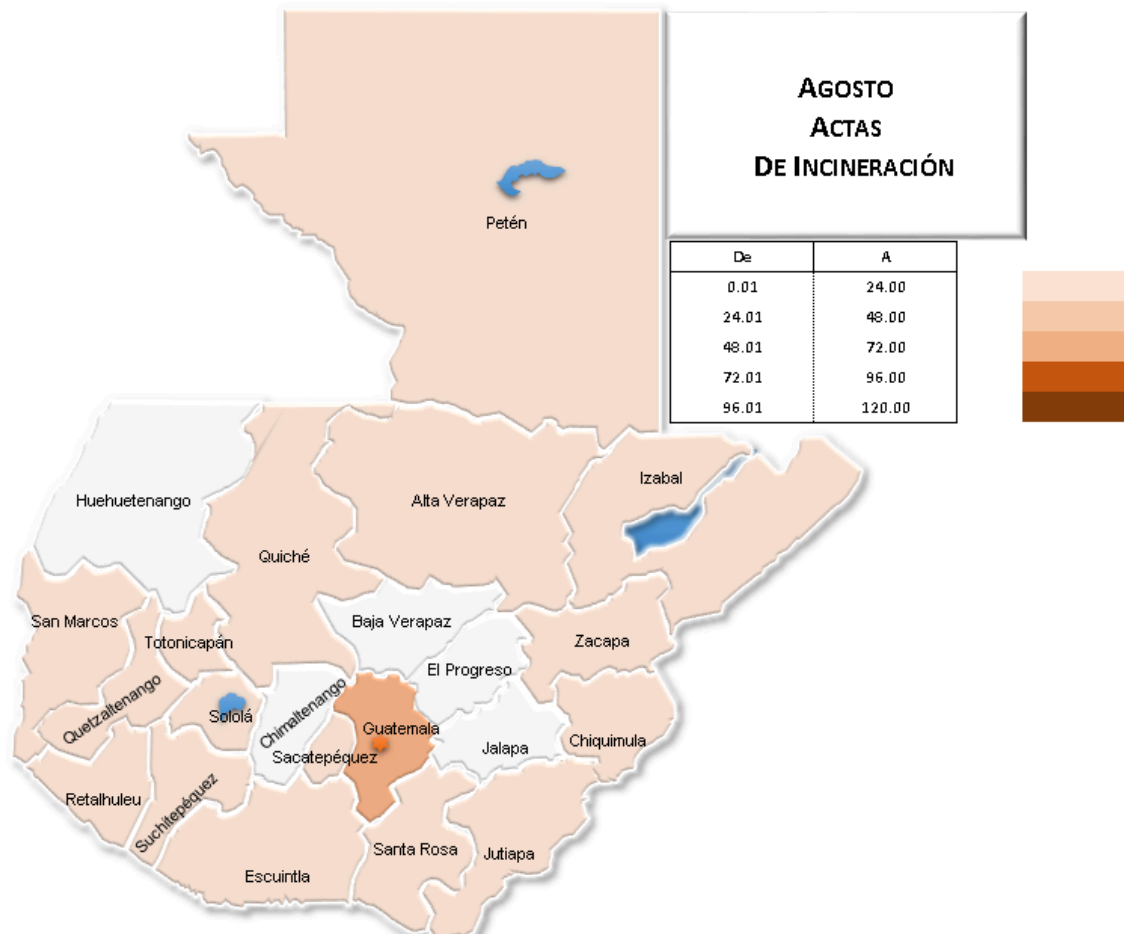 AGOSTO
ACTAS
DE INCINERACIÓN
Petén
De A
0.01 24.00
24.01 48.00
48.01 72.00
72.01 96.00
96.01 120.00
Huehuetenango
Alta Verapaz
Izabal
Quiché
San Marcos
Totonicapán
Baja Verapaz
Zacapa
El Progreso
Quetzaltenango
Sololá
Chimaltenango
Sacatepéquez
Guatemala
Jalapa
Chiquimula
Retalhuleu
Suchitepéquez
Escuintla
Santa Rosa
Jutiapa